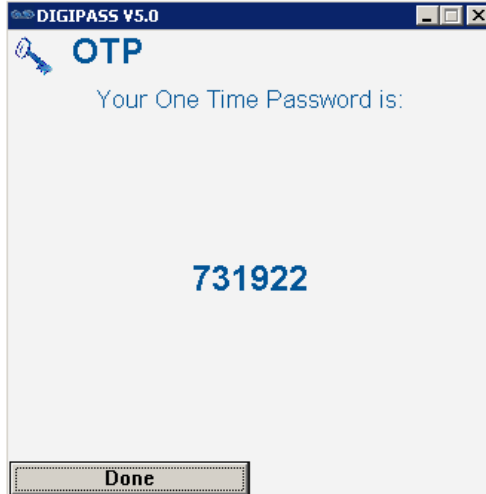 DIGIPASS V5.0
OTP
Your One Time Password is:
731922
Done